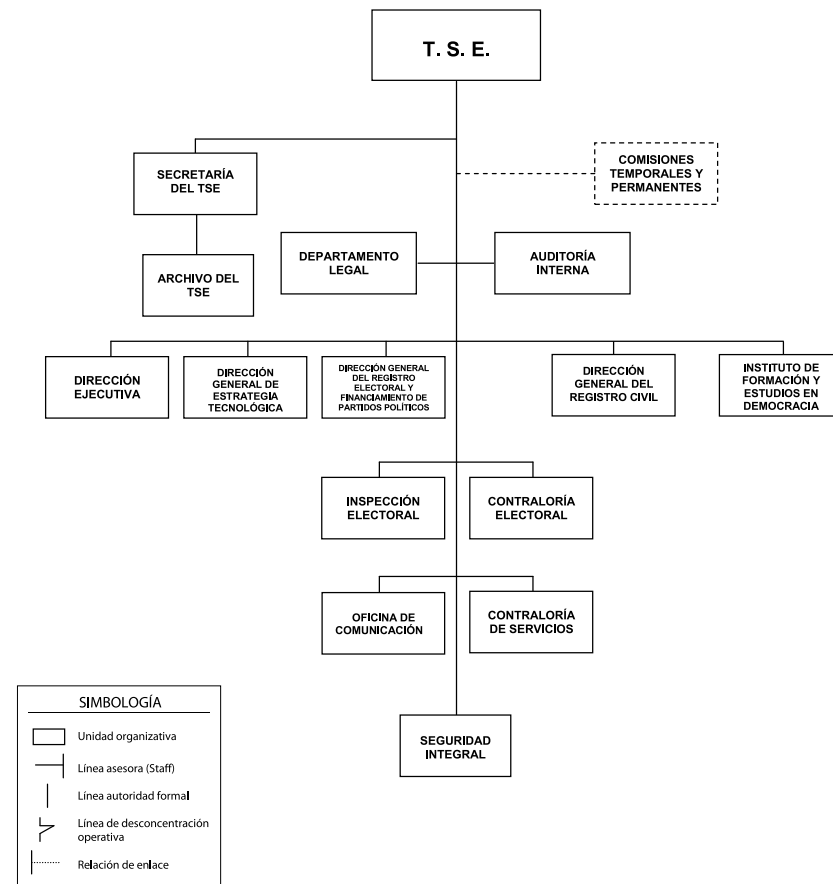 T. S. E.
SECRETARÍA
DEL TSE
COMISIONES
TEMPORALES Y
PERMANENTES
ARCHIVO DEL
TSE
DEPARTAMENTO
LEGAL
AUDITORÍA
INTERNA
DIRECCIÓN
EJECUTIVA
DIRECCIÓN
GENERAL DE
ESTRATEGIA
TECNOLÓGICA
DIRECCIÓN GENERAL
DEL REGISTRO
ELECTORAL Y
FINANCIAMIENTO DE
PARTIDOS POLÍTICOS
DIRECCIÓN
GENERAL DEL
REGISTRO CIVIL
INSTITUTO DE
FORMACIÓN Y
ESTUDIOS EN
DEMOCRACIA
INSPECCIÓN
ELECTORAL
CONTRALORÍA
ELECTORAL
OFICINA DE
COMUNICACIÓN
CONTRALORÍA
DE SERVICIOS
SEGURIDAD
INTEGRAL
SIMBOLOGÍA
Unidad organizativa
Línea asesora (Staff)
Línea autoridad formal
Línea de desconcentración
operativa
Relación de enlace